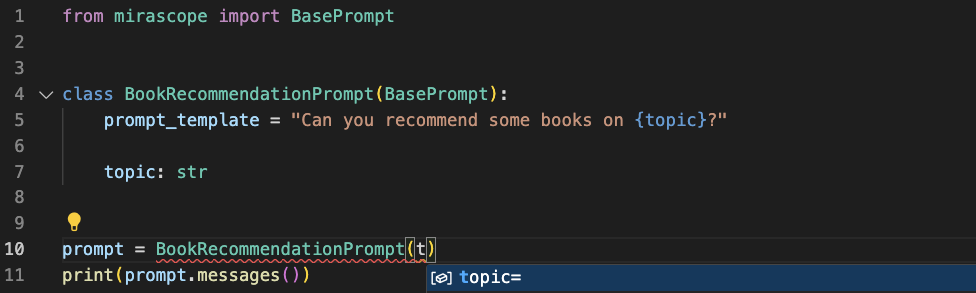 1 from mirascope import BasePrompt
2
3
4 class BookRecommendationPrompt(BasePrompt):
5     prompt_template = "Can you recommend some books on {topic}?"
6
7     topic: str
8
9
10 prompt = BookRecommendationPrompt(t)
11 print(prompt.messages())
topic=